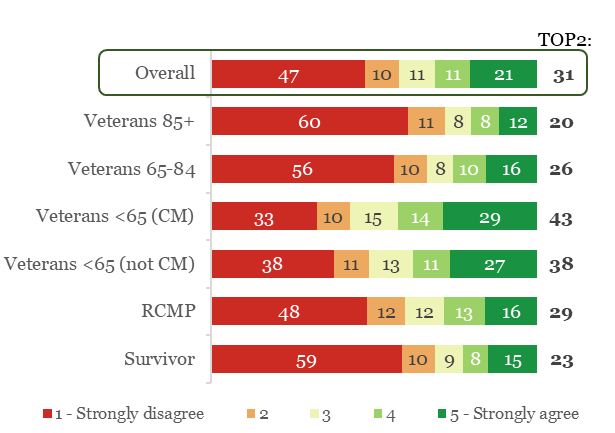 TOP2:
Overall 47 10 11 11 21 31
Veterans 85+ 60 11 8 8 12 20
Veterans 65-84 56 10 8 10 16 26
Veterans <65 (CM) 33 10 15 14 29 43
Veterans <65 (not CM) 38 11 13 11 27 38
RCMP 48 12 12 13 16 29
Survivor 59 10 9 8 15 23
1 - Strongly disagree 2 3 4 5 - Strongly agree